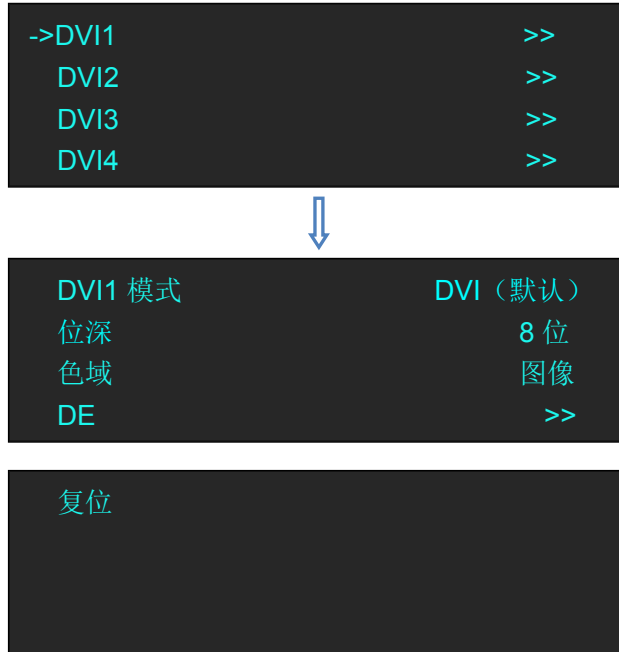 ->DVI1 >>
DVI2 >>
DVI3 >>
DVI4 >>
DVI1 模式 DVI（默认）
位深 8 位
色域 图像
DE >>
复位